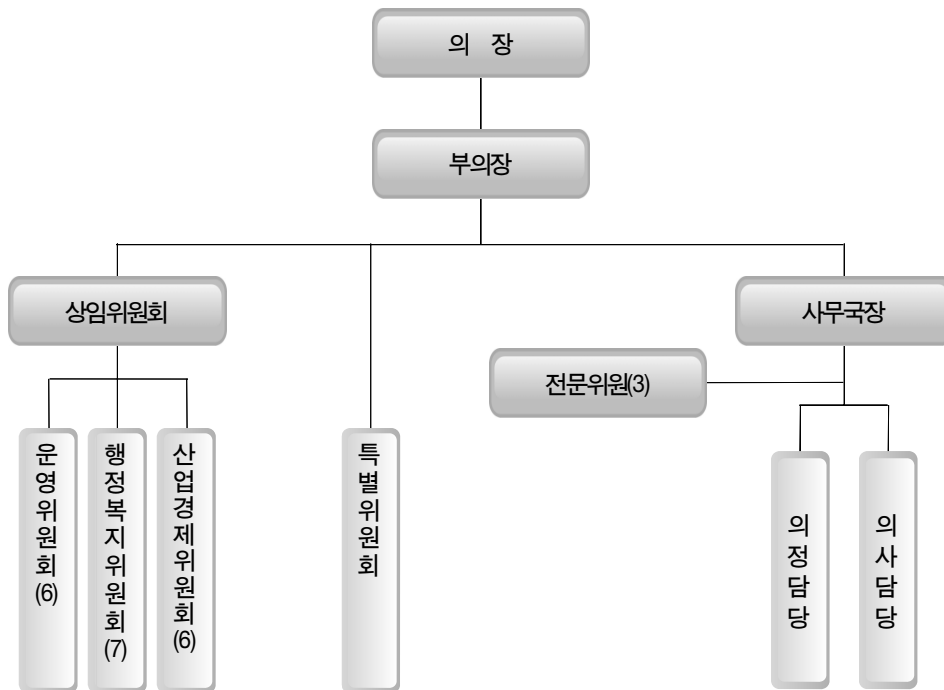 의 장
부의장
상임위원회
사무국장
전문위원(3)
운영위원회(6)
행정복지위원회(7)
산업경제위원회(6)
특별위원회
의정담당
의사담당